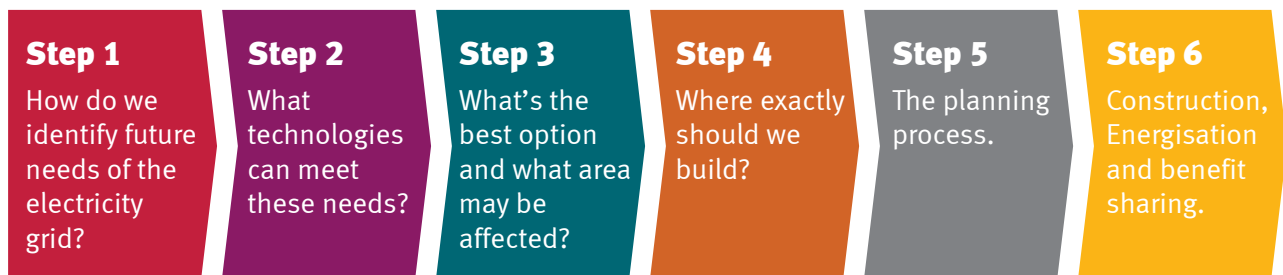 Step 1
How do we
identify future
needs of the
electricity
grid?
Step 2
What
technologies
can meet
these needs?
Step 3
What's the
best option
and what area
may be
affected?
Step 4
Where exactly
should we
build?
Step 5
The planning
process.
Step 6
Construction,
Energisation
and benefit
sharing.